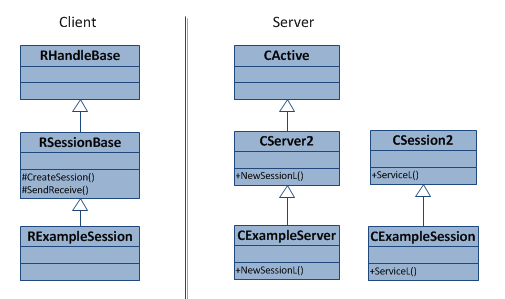 Client
Server
RHandleBase
CActive
RSessionBase
#CreateSession()
#SendReceive()
CServer2
+NewSessionL()
CSession2
+ServiceL()
RExampleSession
CExampleServer
+NewSessionL()
CExampleSession
+ServiceL()